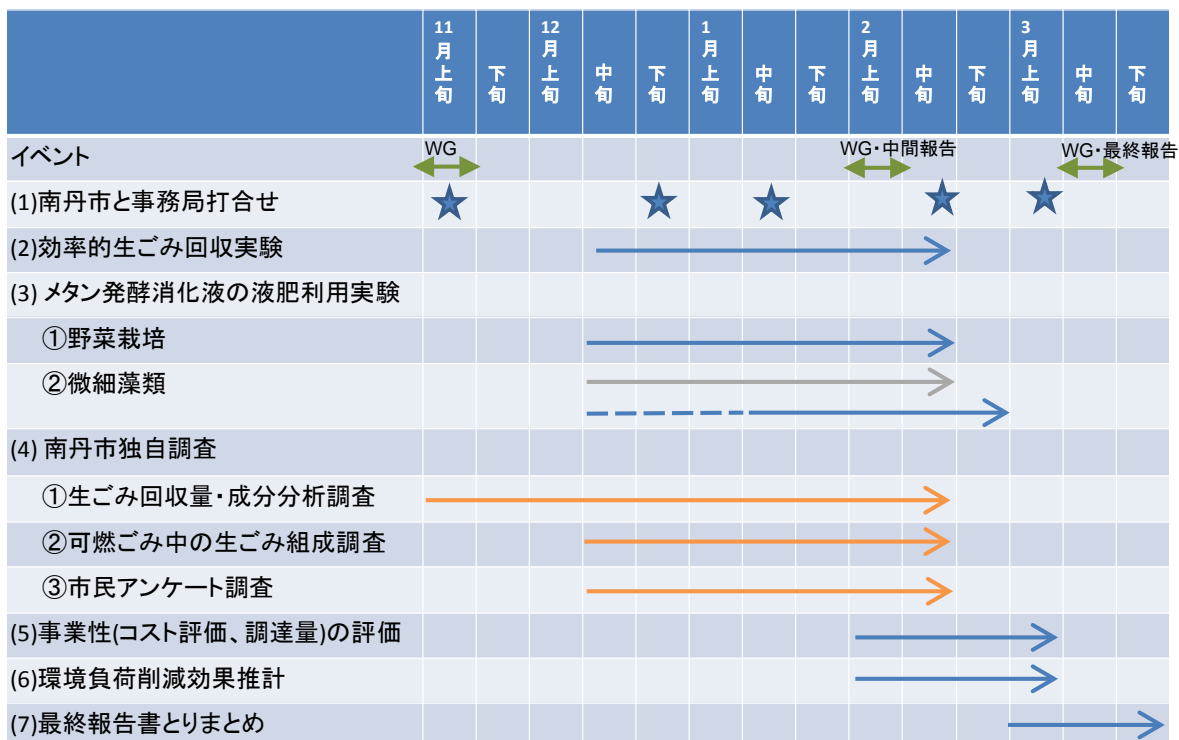 11月上旬 下旬 12月上旬 中旬 下旬 1月上旬 中旬 下旬 2月上旬 中旬 下旬 3月上旬 中旬 下旬
イベント WG WG・中間報告 WG・最終報告
(1)南丹市と事務局打合せ
(2)効率的生ごみ回収実験
(3) メタン発酵消化液の液肥利用実験
①野菜栽培
②微細藻類
(4) 南丹市独自調査
①生ごみ回収量・成分分析調査
②可燃ごみ中の生ごみ組成調査
③市民アンケート調査
(5)事業性(コスト評価、調達量)の評価
(6)環境負荷削減効果推計
(7)最終報告書とりまとめ